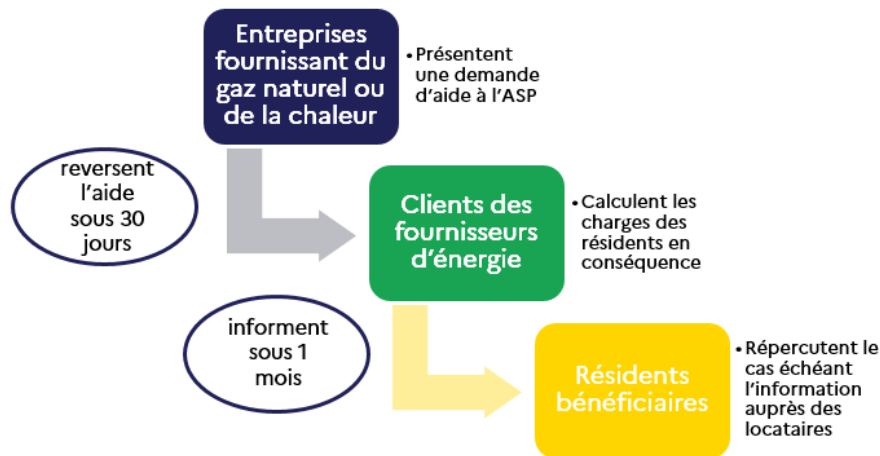 Entreprises
fournissant du
gaz naturel ou
de la chaleur
• Présentent
une demande
d'aide à l'ASP
reversent
l'aide
sous 30
jours
Clients des
fournisseurs
d'énergie
• Calculent les
charges des
résidents en
conséquence
informent
sous 1
mois
Résidents
bénéficiaires
• Répercutent le
cas échéant
l'information
auprès des
locataires